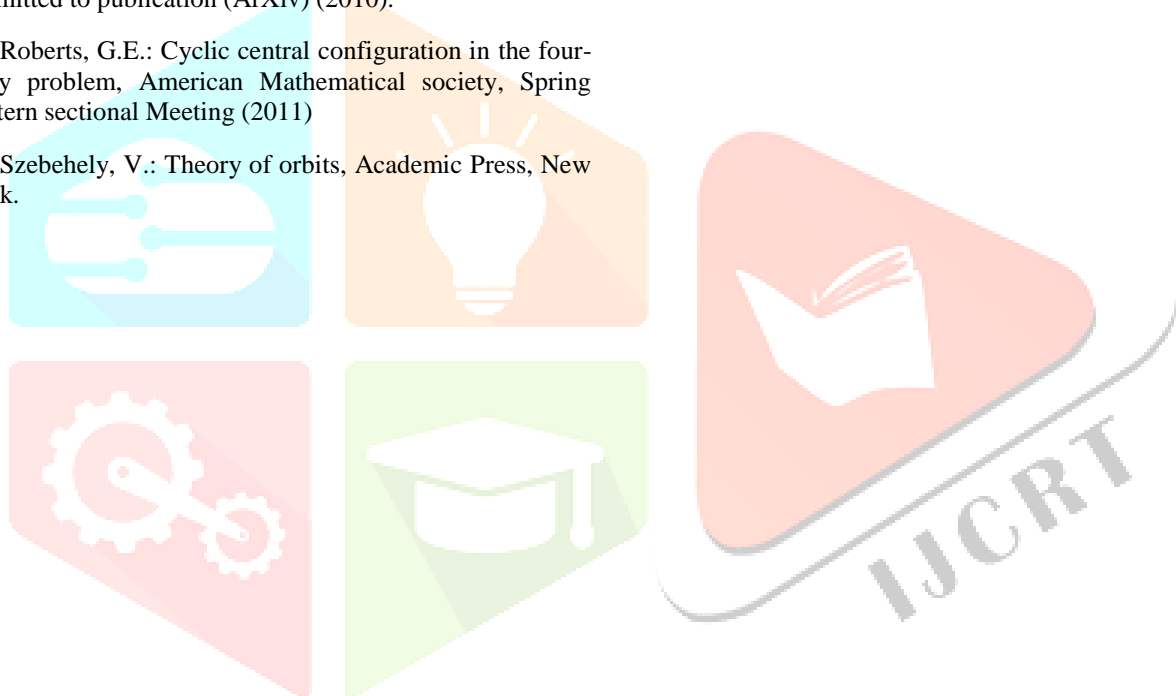 mitted to publication (ArXiv) (2010).
Roberts, G.E.: Cyclic central configuration in the four-
y problem, American Mathematical society, Spring
tern sectional Meeting (2011)
Szebehely, V.: Theory of orbits, Academic Press, New
k.
IJCRT